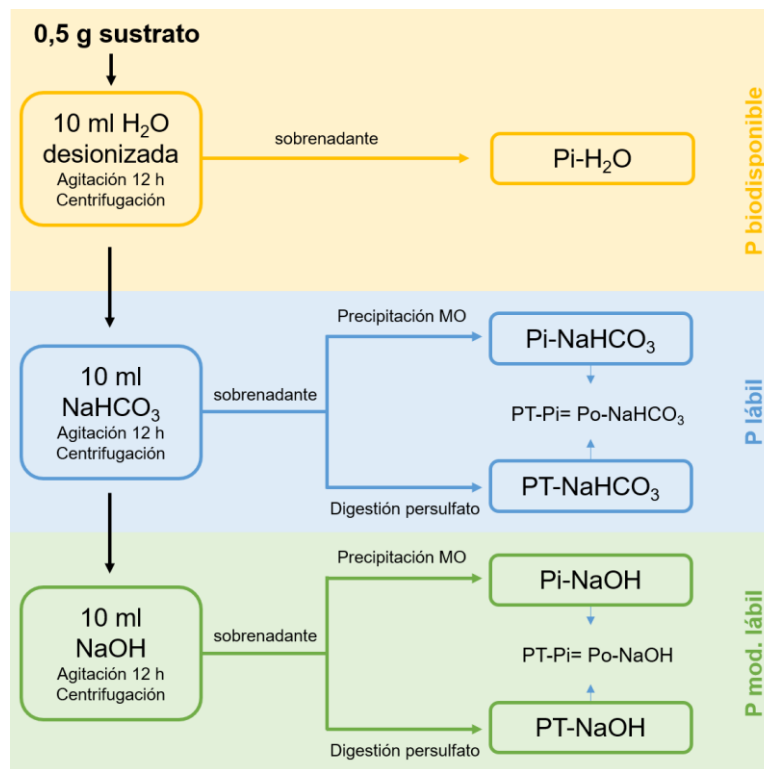 0,5 g sustrato
10 ml H₂O
desionizada
Agitación 12 h
Centrifugación
sobrenadante
Pi-H₂O
P biodisponible
10 ml
NaHCO₃
Agitación 12 h
Centrifugación
sobrenadante
Precipitación MO
Pi-NaHCO₃
PT-Pi= Po-NaHCO₃
Digestión persulfato
PT-NaHCO₃
P lábil
10 ml
NaOH
Agitación 12 h
Centrifugación
sobrenadante
Precipitación MO
Pi-NaOH
PT-Pi= Po-NaOH
Digestión persulfato
PT-NaOH
P mod. lábil